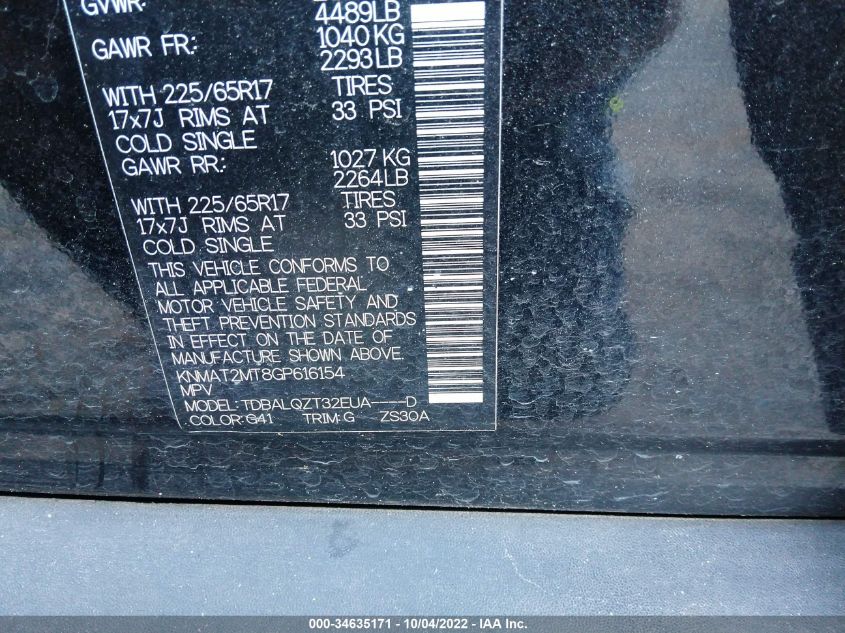 GVWR:
4489LB
GAWR FR: 1040 KG
2293LB
WITH 225/65R17 TIRES
17x7J RIMS AT 33 PSI
COLD SINGLE
GAWR RR: 1027 KG
2264LB
WITH 225/65R17 TIRES
17x7J RIMS AT 33 PSI
COLD SINGLE
THIS VEHICLE CONFORMS TO
ALL APPLICABLE FEDERAL
MOTOR VEHICLE SAFETY AND
THEFT PREVENTION STANDARDS
IN EFFECT ON THE DATE OF
MANUFACTURE SHOWN ABOVE.
KNMAT2MT8GP616154
MPV
MODEL: TDBALQZT32EUA----D
COLOR:G41 TRIM:G ZS30A
000-34635171 - 10/04/2022 - IAA Inc.